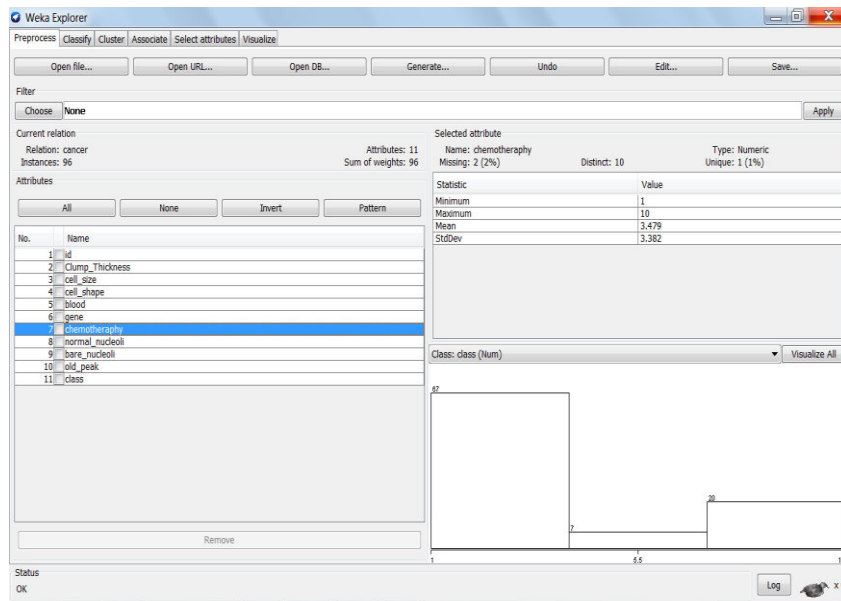 Weka Explorer
Preprocess Classify Cluster Associate Select attributes Visualize
Open file... Open URL... Open DB... Generate... Undo Edit... Save...
Filter
Choose None Apply
Current relation
Relation: cancer Attributes: 11
Instances: 96 Sum of weights: 96
Selected attribute
Name: chemotheraphy Type: Numeric
Missing: 2 (2%) Distinct: 10 Unique: 1 (1%)
Attributes
All None Invert Pattern
No. Name
1 id
2 Clump_Thickness
3 cell_size
4 cell_shape
5 blood
6 gene
7 chemotheraphy
8 normal_nucleoli
9 bare_nucleoli
10 old_peak
11 class
Remove
Statistic Value
Minimum 1
Maximum 10
Mean 3.479
StdDev 3.382
Class: class (Num) Visualize All
67
7
20
1 5.5 1
Status
OK
Log x